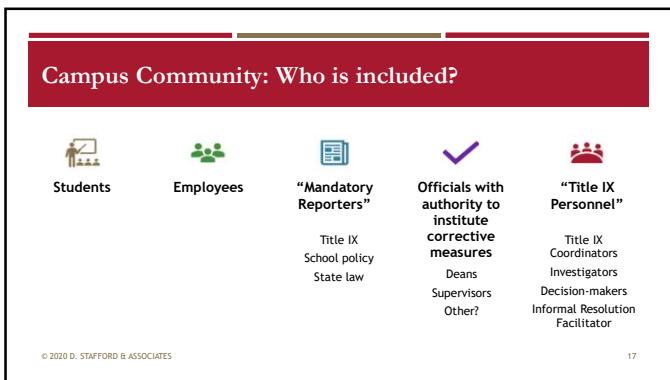 Campus Community: Who is included?
Students
Employees
“Mandatory
Reporters”
Title IX
School policy
State law
Officials with
authority to
institute
corrective
measures
Deans
Supervisors
Other?
“Title IX
Personnel”
Title IX
Coordinators
Investigators
Decision-makers
Informal Resolution
Facilitator
© 2020 D. STAFFORD & ASSOCIATES
17